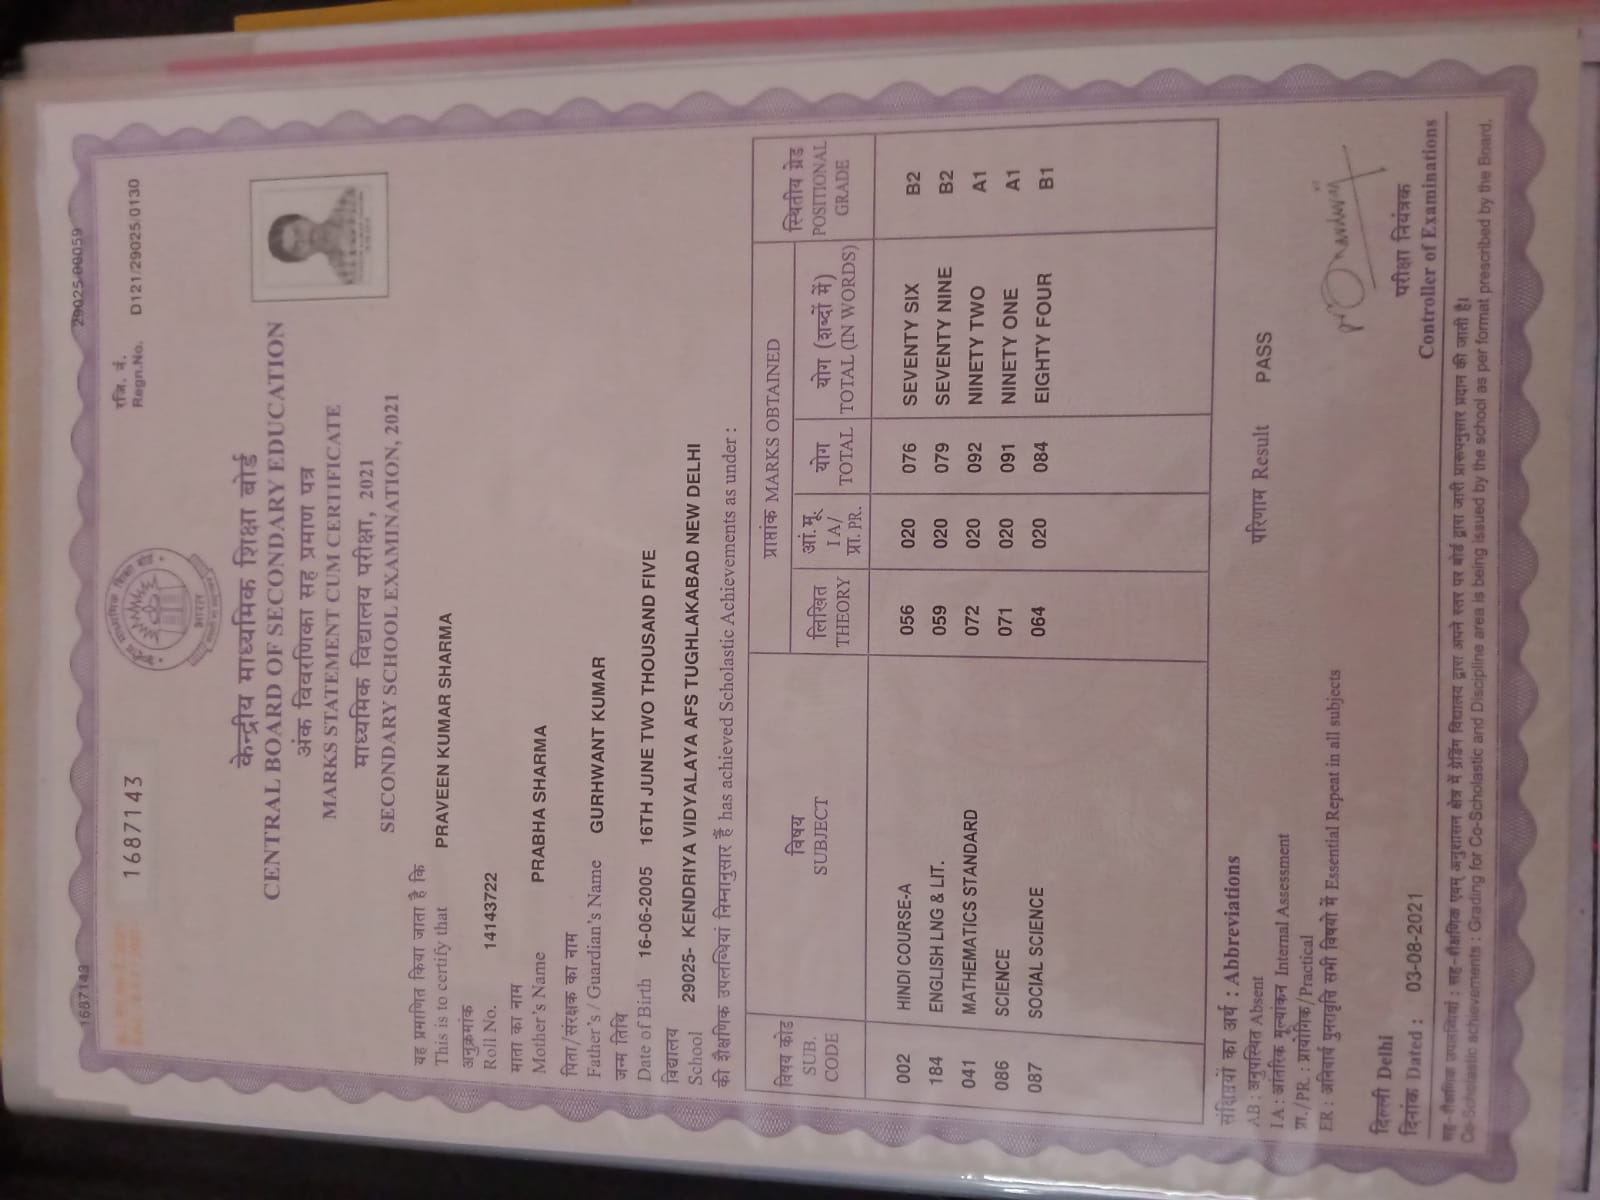 1687143 29025-00059
1687143
रजि. नं.
Regn.No. D121/29025/0130
केन्द्रीय माध्यमिक शिक्षा बोर्ड
CENTRAL BOARD OF SECONDARY EDUCATION
अंक विवरणिका सह प्रमाण पत्र
MARKS STATEMENT CUM CERTIFICATE
माध्यमिक विद्यालय परीक्षा, 2021
SECONDARY SCHOOL EXAMINATION, 2021
यह प्रमाणित किया जाता है कि
This is to certify that PRAVEEN KUMAR SHARMA
अनुक्रमांक
Roll No. 14143722
माता का नाम
Mother's Name PRABHA SHARMA
पिता/संरक्षक का नाम
Father's / Guardian's Name GURHWANT KUMAR
जन्म तिथि
Date of Birth 16-06-2005 16TH JUNE TWO THOUSAND FIVE
विद्यालय
School 29025- KENDRIYA VIDYALAYA AFS TUGHLAKABAD NEW DELHI
की शैक्षणिक उपलब्धियां निम्नानुसार हैं has achieved Scholastic Achievements as under :
विषय कोड SUB. CODE विषय SUBJECT प्राप्तांक MARKS OBTAINED स्थितीय ग्रेड POSITIONAL GRADE
लिखित THEORY आं.मू. I A/ प्रा. PR. योग TOTAL योग (शब्दों में) TOTAL (IN WORDS)
002 HINDI COURSE-A 056 020 076 SEVENTY SIX B2
184 ENGLISH LNG & LIT. 059 020 079 SEVENTY NINE B2
041 MATHEMATICS STANDARD 072 020 092 NINETY TWO A1
086 SCIENCE 071 020 091 NINETY ONE A1
087 SOCIAL SCIENCE 064 020 084 EIGHTY FOUR B1
संक्षिप्तियों का अर्थ : Abbreviations
AB : अनुपस्थित Absent परिणाम Result PASS
I A : आंतरिक मूल्यांकन Internal Assessment
प्रा./PR. : प्रायोगिक/Practical
ER : अनिवार्य पुनरावृत्ति सभी विषयो में Essential Repeat in all subjects
दिल्ली Delhi परीक्षा नियंत्रक
दिनांक Dated : 03-08-2021 Controller of Examinations
सह-शैक्षणिक उपलब्धियां : सह-शैक्षणिक एवम् अनुशासन क्षेत्र में ग्रेडिंग विद्यालय द्वारा अपने स्तर पर बोर्ड द्वारा जारी प्रारूपनुसार प्रदान की जाती है।
Co-Scholastic achievements : Grading for Co-Scholastic and Discipline area is being issued by the school as per format prescribed by the Board.